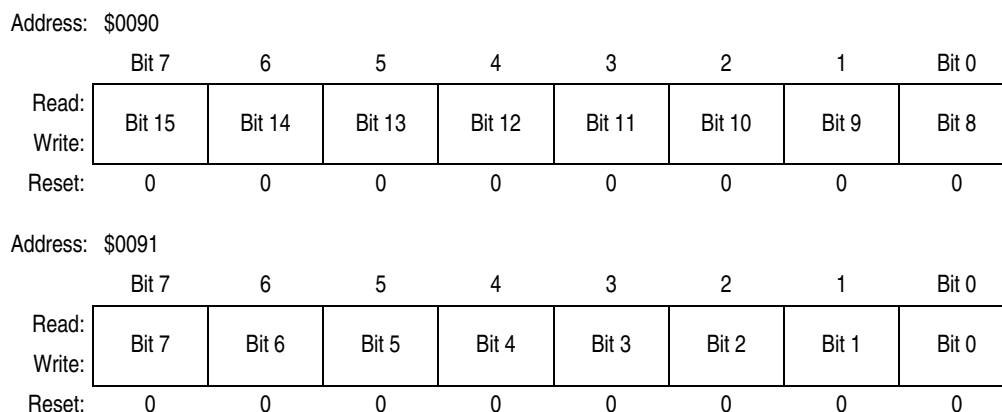 Address: $0090
Bit 7 6 5 4 3 2 1 Bit 0
Read:
Bit 15 Bit 14 Bit 13 Bit 12 Bit 11 Bit 10 Bit 9 Bit 8
Write:
Reset: 0 0 0 0 0 0 0 0
Address: $0091
Bit 7 6 5 4 3 2 1 Bit 0
Read:
Bit 7 Bit 6 Bit 5 Bit 4 Bit 3 Bit 2 Bit 1 Bit 0
Write:
Reset: 0 0 0 0 0 0 0 0